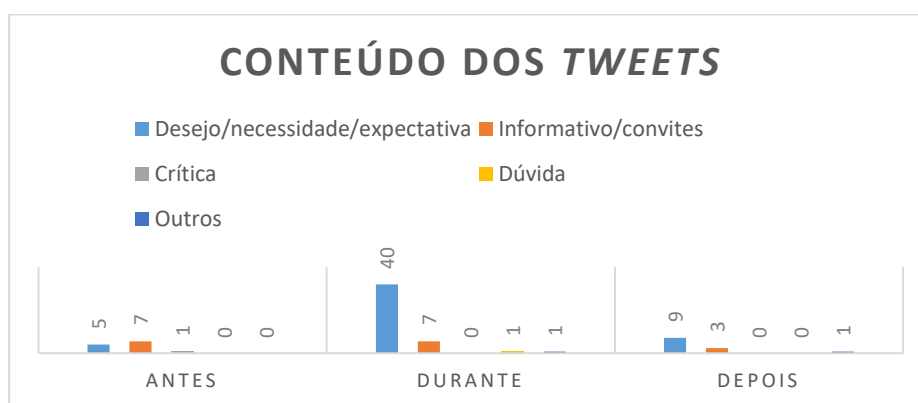 CONTEÚDO DOS TWEETS
Desejo/necessidade/expectativa Informativo/convites
Crítica Dúvida
Outros
5 7 1 0 0 40 7 0 1 1 9 3 0 0 1
ANTES DURANTE DEPOIS